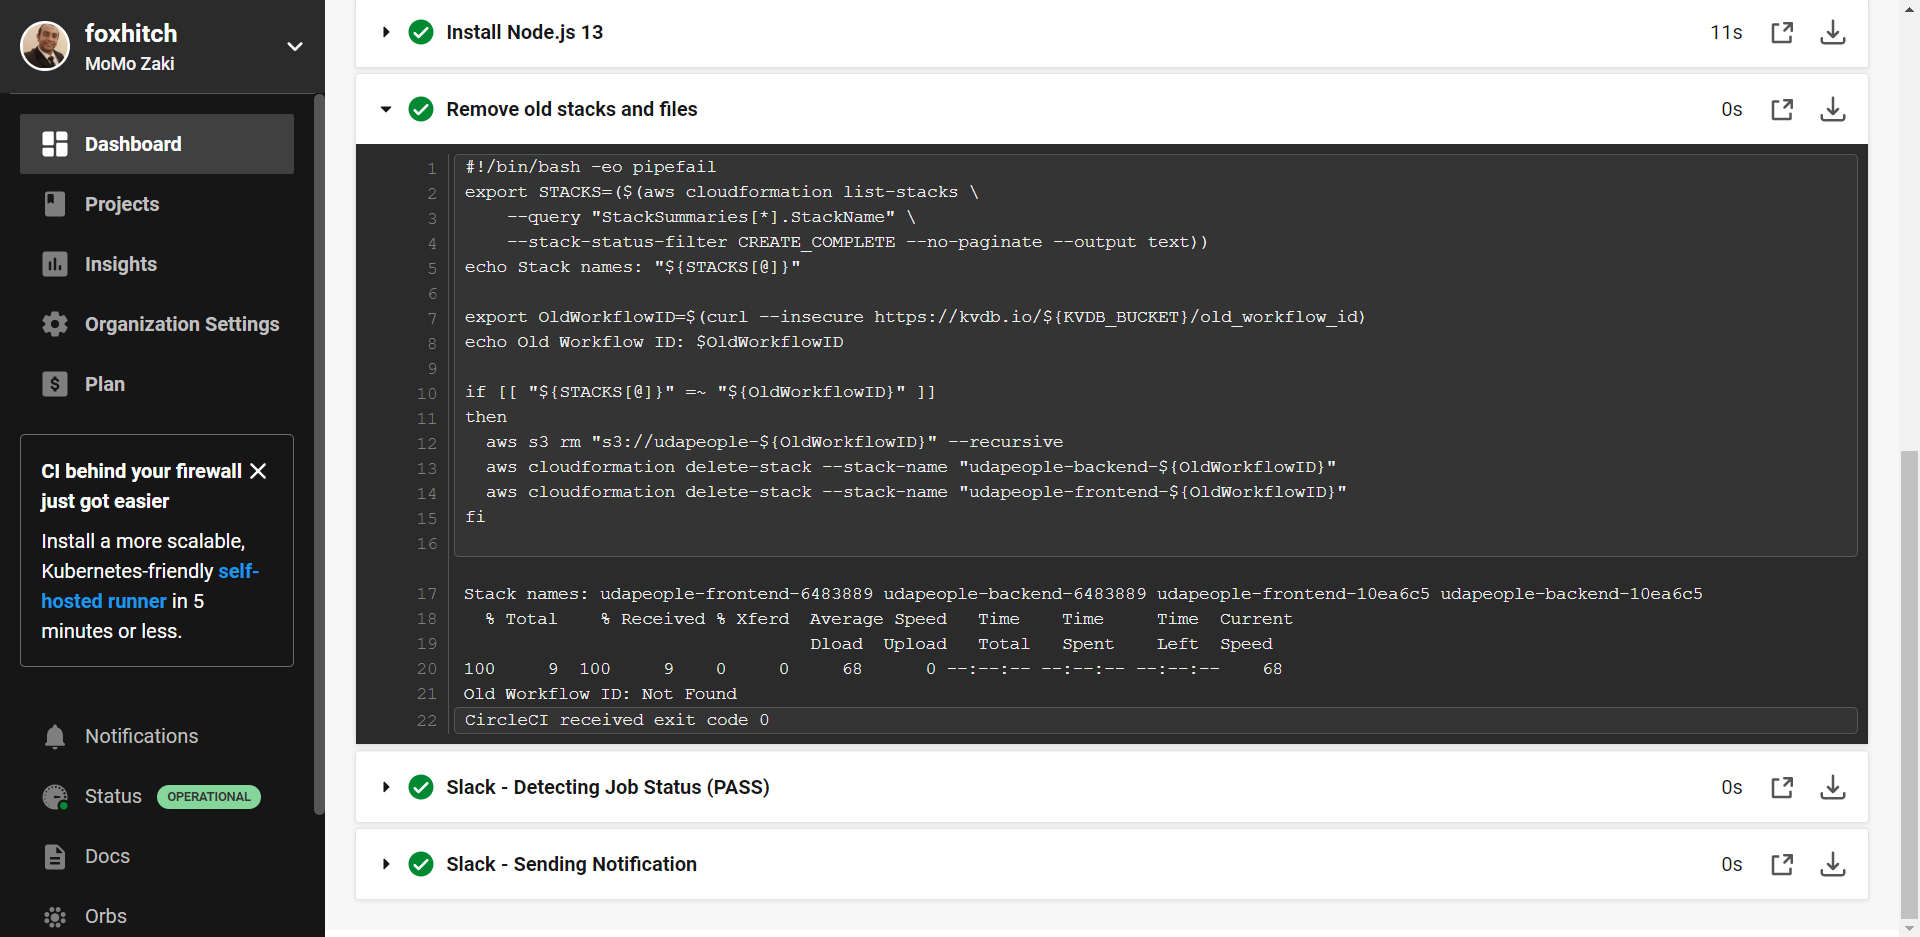 foxhitch
MoMo Zaki
Dashboard
Projects
Insights
Organization Settings
Plan
CI behind your firewall
just got easier
Install a more scalable,
Kubernetes-friendly self-
hosted runner in 5
minutes or less.
Notifications
Status OPERATIONAL
Docs
Orbs
Install Node.js 13 11s
Remove old stacks and files 0s
1 #!/bin/bash -eo pipefail
2 export STACKS=($(aws cloudformation list-stacks \
3 --query "StackSummaries[*].StackName" \
4 --stack-status-filter CREATE_COMPLETE --no-paginate --output text))
5 echo Stack names: "${STACKS[@]}"
6
7 export OldWorkflowID=$(curl --insecure https://kvdb.io/${KVDB_BUCKET}/old_workflow_id)
8 echo Old Workflow ID: $OldWorkflowID
9
10 if [[ "${STACKS[@]}" =~ "${OldWorkflowID}" ]]
11 then
12 aws s3 rm "s3://udapeople-${OldWorkflowID}" --recursive
13 aws cloudformation delete-stack --stack-name "udapeople-backend-${OldWorkflowID}"
14 aws cloudformation delete-stack --stack-name "udapeople-frontend-${OldWorkflowID}"
15 fi
16
17 Stack names: udapeople-frontend-6483889 udapeople-backend-6483889 udapeople-frontend-10ea6c5 udapeople-backend-10ea6c5
18 % Total % Received % Xferd Average Speed Time Time Time Current
19 Dload Upload Total Spent Left Speed
20 100 9 100 9 0 0 68 0 --:--:-- --:--:-- --:--:-- 68
21 Old Workflow ID: Not Found
22 CircleCI received exit code 0
Slack - Detecting Job Status (PASS) 0s
Slack - Sending Notification 0s